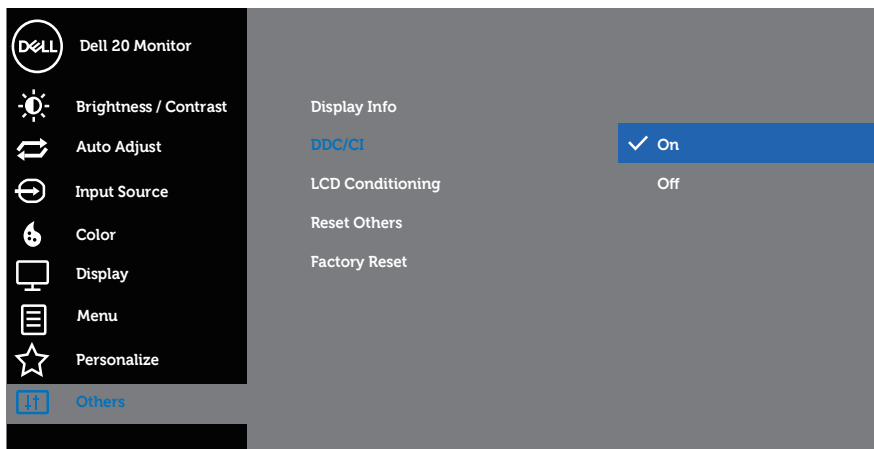 DELL
Dell 20 Monitor
Brightness / Contrast
Auto Adjust
Input Source
Color
Display
Menu
Personalize
Others
Display Info
DDC/CI
LCD Conditioning
Reset Others
Factory Reset
On
Off